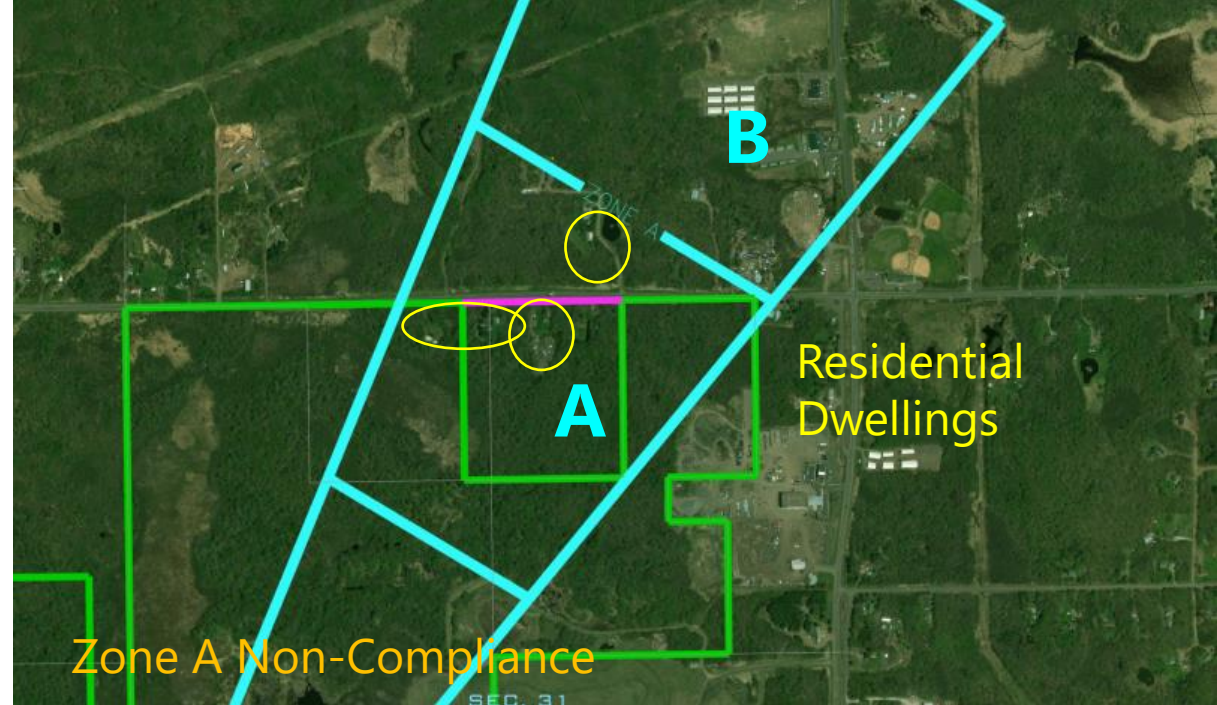 B
ZONE A
A
Residential
Dwellings
Zone A Non-Compliance
SEC. 31